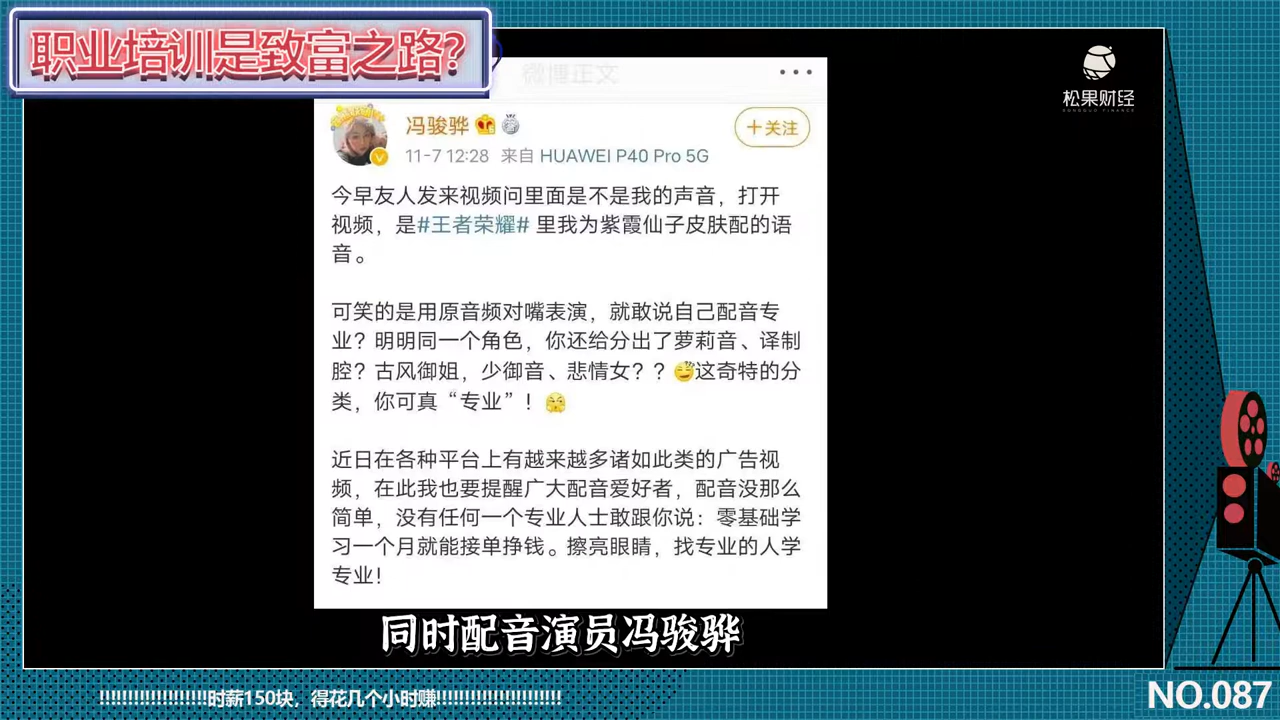 职业培训是致富之路?
微博正文
松果财经
SONGGUO FINANCE
冯骏骅
+关注
11-7 12:28 来自 HUAWEI P40 Pro 5G
今早友人发来视频问里面是不是我的声音，打开
视频，是#王者荣耀# 里我为紫霞仙子皮肤配的语
音。
可笑的是用原音频对嘴表演，就敢说自己配音专
业？明明同一个角色，你还给分出了萝莉音、译制
腔？古风御姐，少御音、悲情女？？😅这奇特的分
类，你可真“专业”！
近日在各种平台上有越来越多诸如此类的广告视
频，在此我也要提醒广大配音爱好者，配音没那么
简单，没有任何一个专业人士敢跟你说：零基础学
习一个月就能接单挣钱。擦亮眼睛，找专业的人学
专业！
同时配音演员冯骏骅
!!!!!!!!!!!!!!!!!!!!时薪150块，得花几个小时赚!!!!!!!!!!!!!!!!!!!!!!!
NO.087